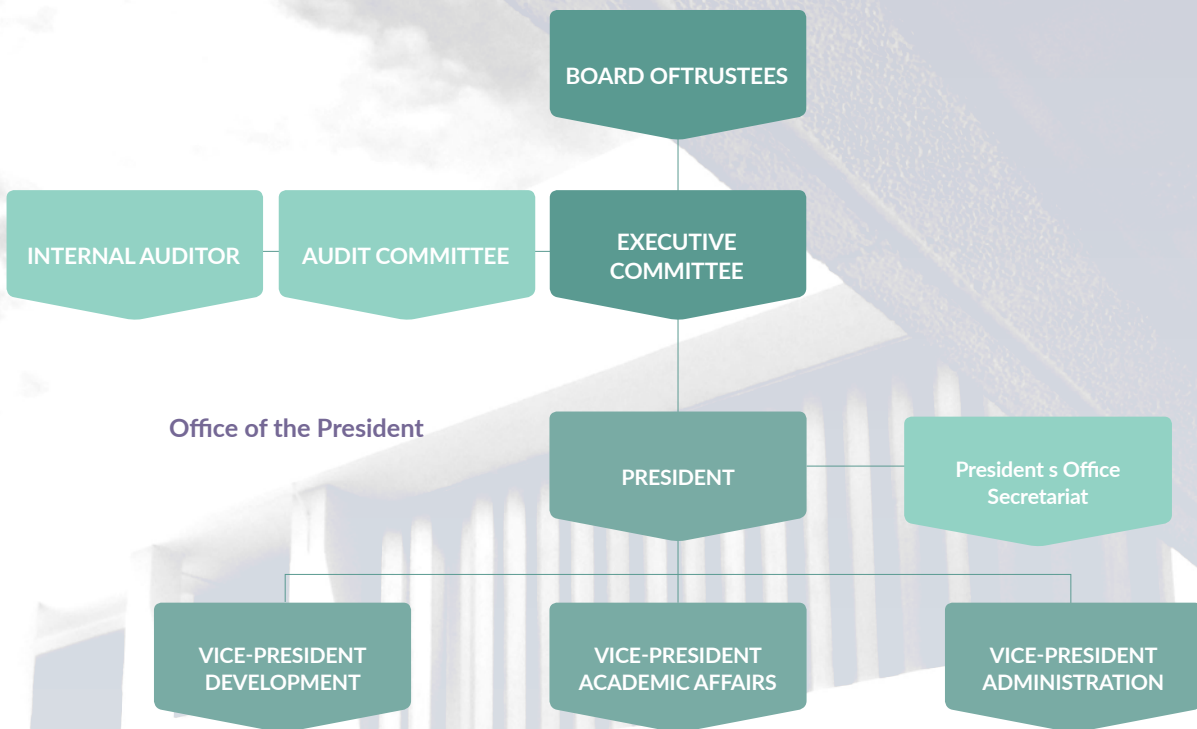 BOARD OFTRUSTEES
INTERNAL AUDITOR
AUDIT COMMITTEE
EXECUTIVE
COMMITTEE
Office of the President
PRESIDENT
President s Office
Secretariat
VICE-PRESIDENT
DEVELOPMENT
VICE-PRESIDENT
ACADEMIC AFFAIRS
VICE-PRESIDENT
ADMINISTRATION